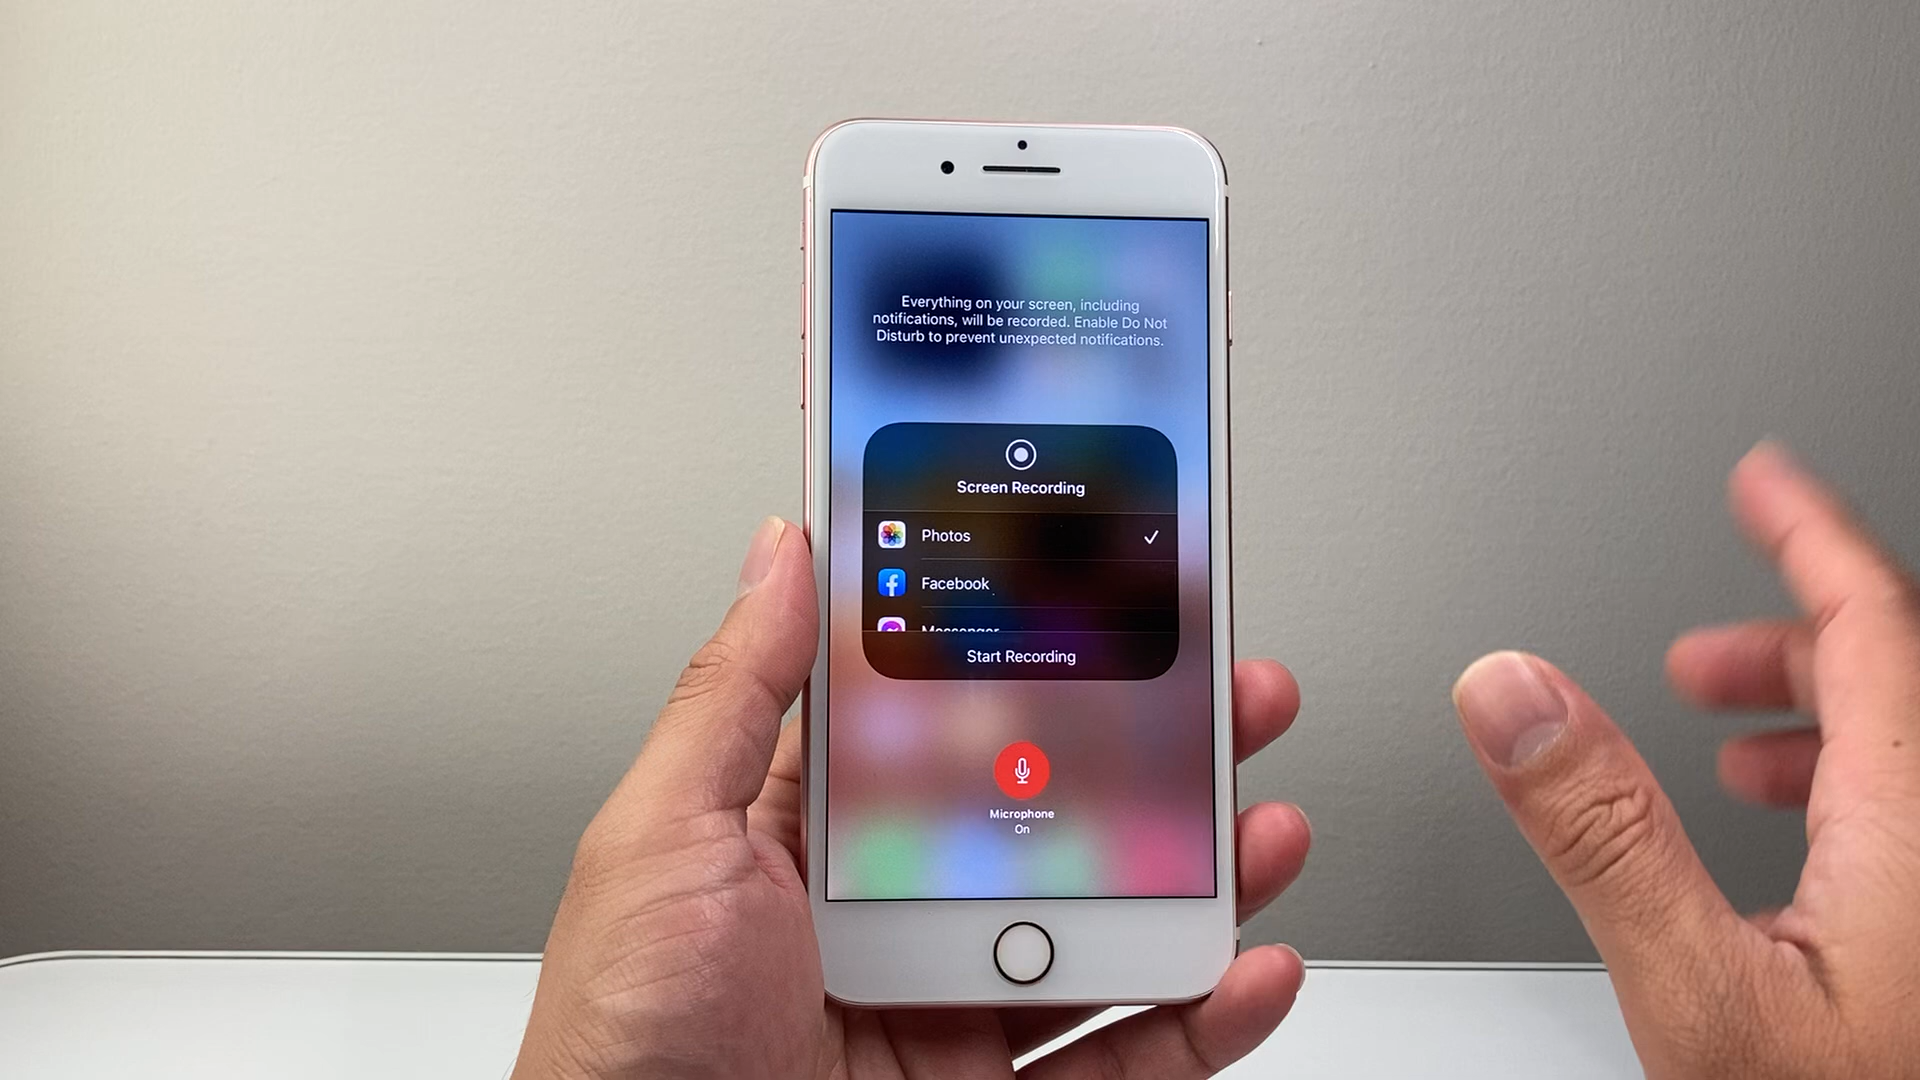 Everything on your screen, including
notifications, will be recorded. Enable Do Not
Disturb to prevent unexpected notifications.
Screen Recording
Photos
Facebook
Messenger
Start Recording
Microphone
On